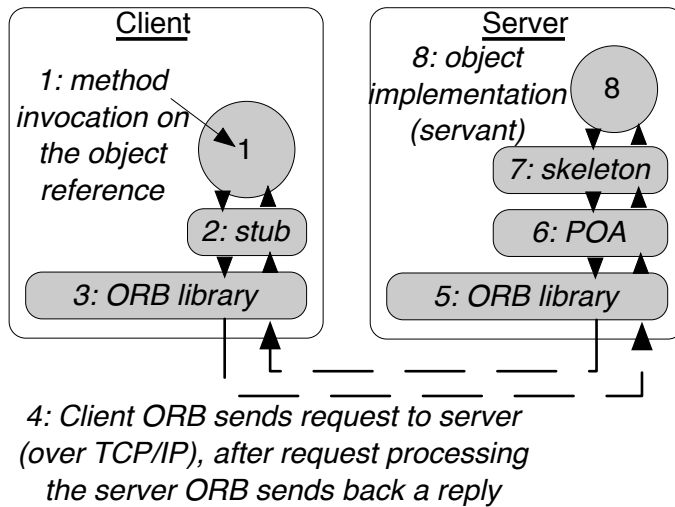 Client
1: method
invocation on
the object
reference
1
2: stub
3: ORB library
Server
8: object
implementation
(servant)
8
7: skeleton
6: POA
5: ORB library
4: Client ORB sends request to server
(over TCP/IP), after request processing
the server ORB sends back a reply